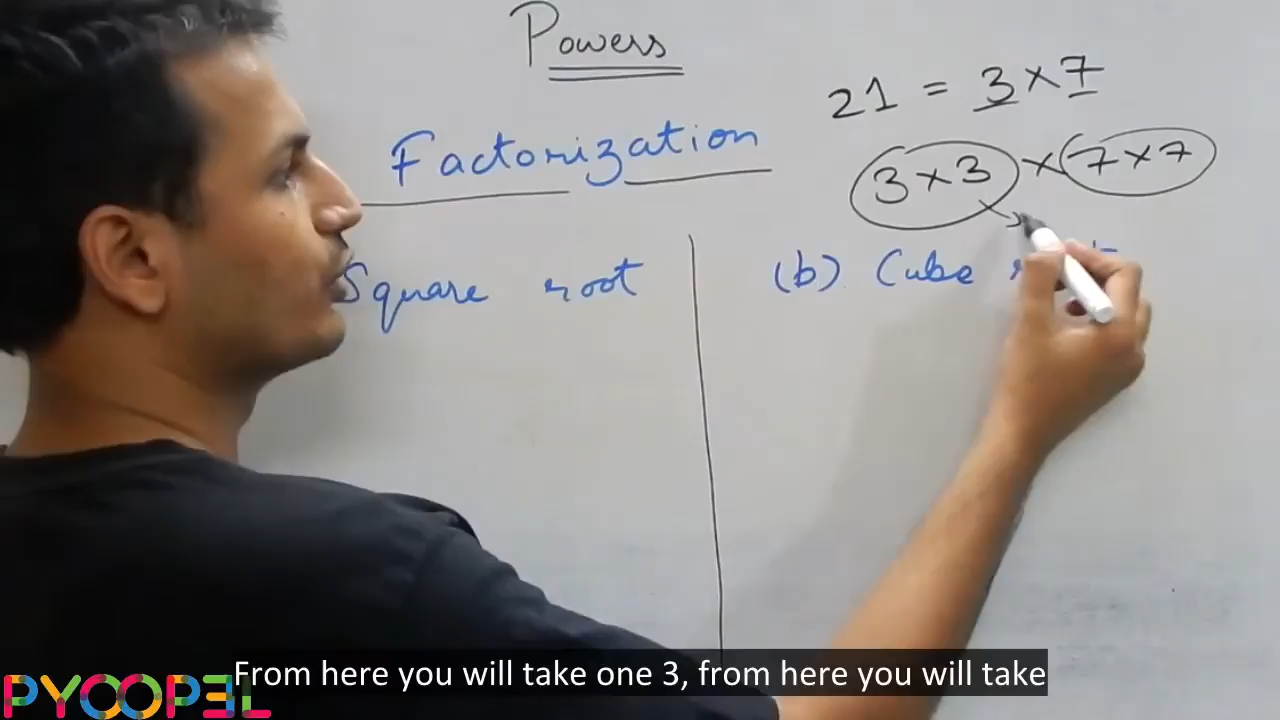 Powers
21 = 3 × 7
Factorization
3 × 3 × 7 × 7
Square root
(b) Cube
From here you will take one 3, from here you will take
PYOOPEL